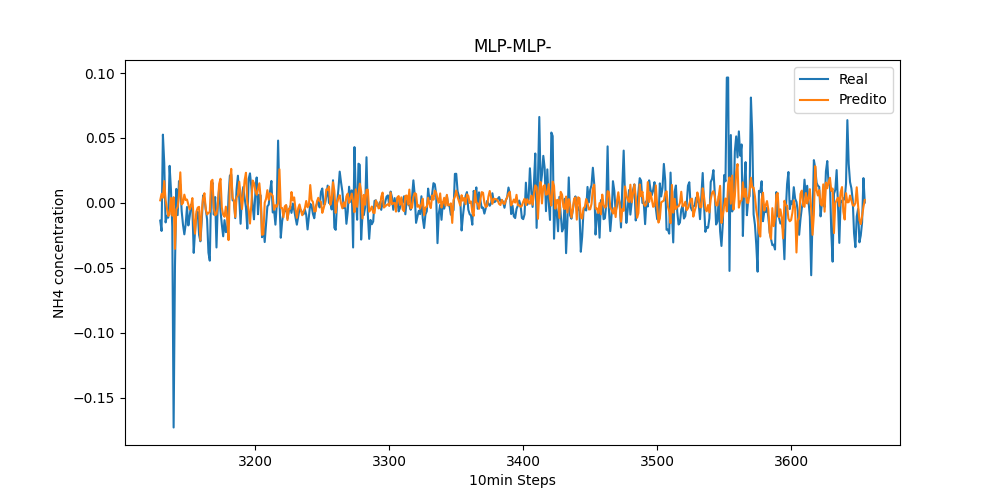 MLP-MLP-
Real
Predito
0.10
0.05
0.00
−0.05
−0.10
−0.15
NH4 concentration
3200 3300 3400 3500 3600
10min Steps